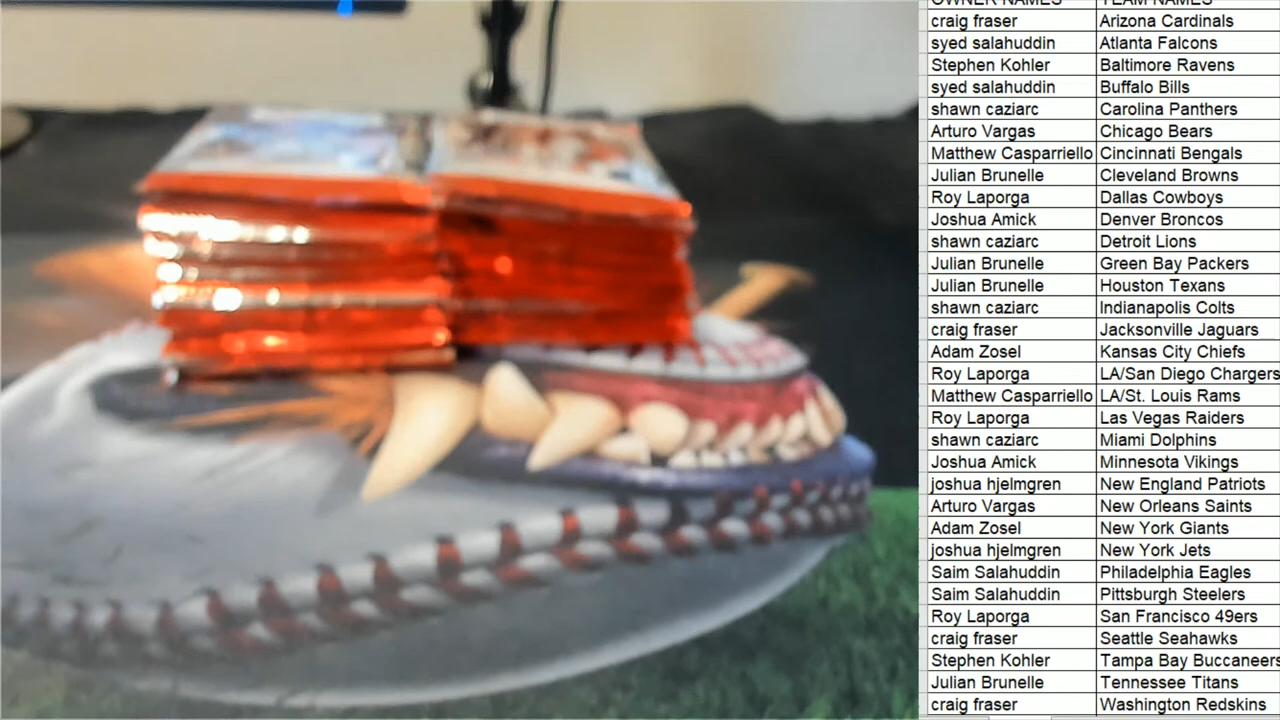 OWNER NAMES TEAM NAMES
craig fraser Arizona Cardinals
syed salahuddin Atlanta Falcons
Stephen Kohler Baltimore Ravens
syed salahuddin Buffalo Bills
shawn caziarc Carolina Panthers
Arturo Vargas Chicago Bears
Matthew Casparriello Cincinnati Bengals
Julian Brunelle Cleveland Browns
Roy Laporga Dallas Cowboys
Joshua Amick Denver Broncos
shawn caziarc Detroit Lions
Julian Brunelle Green Bay Packers
Julian Brunelle Houston Texans
shawn caziarc Indianapolis Colts
craig fraser Jacksonville Jaguars
Adam Zosel Kansas City Chiefs
Roy Laporga LA/San Diego Chargers
Matthew Casparriello LA/St. Louis Rams
Roy Laporga Las Vegas Raiders
shawn caziarc Miami Dolphins
Joshua Amick Minnesota Vikings
joshua hjelmgren New England Patriots
Arturo Vargas New Orleans Saints
Adam Zosel New York Giants
joshua hjelmgren New York Jets
Saim Salahuddin Philadelphia Eagles
Saim Salahuddin Pittsburgh Steelers
Roy Laporga San Francisco 49ers
craig fraser Seattle Seahawks
Stephen Kohler Tampa Bay Buccaneers
Julian Brunelle Tennessee Titans
craig fraser Washington Redskins